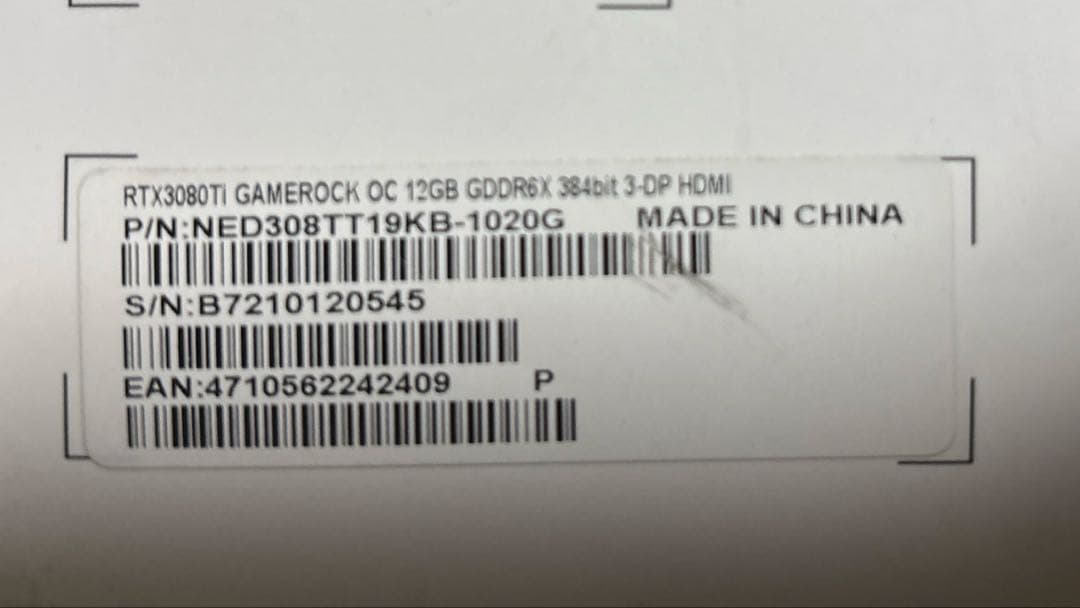 RTX3080Ti GAMEROCK OC 12GB GDDR6X 384bit 3-DP HDMI
P/N:NED308TT19KB-1020G MADE IN CHINA
S/N:B7210120545
EAN:4710562242409 P